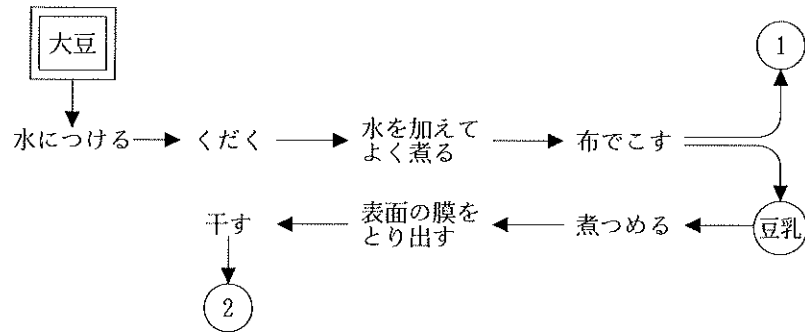 大豆
1
水につける
くだく
水を加えて
よく煮る
布でこす
干す
表面の膜を
とり出す
煮つめる
豆乳
2